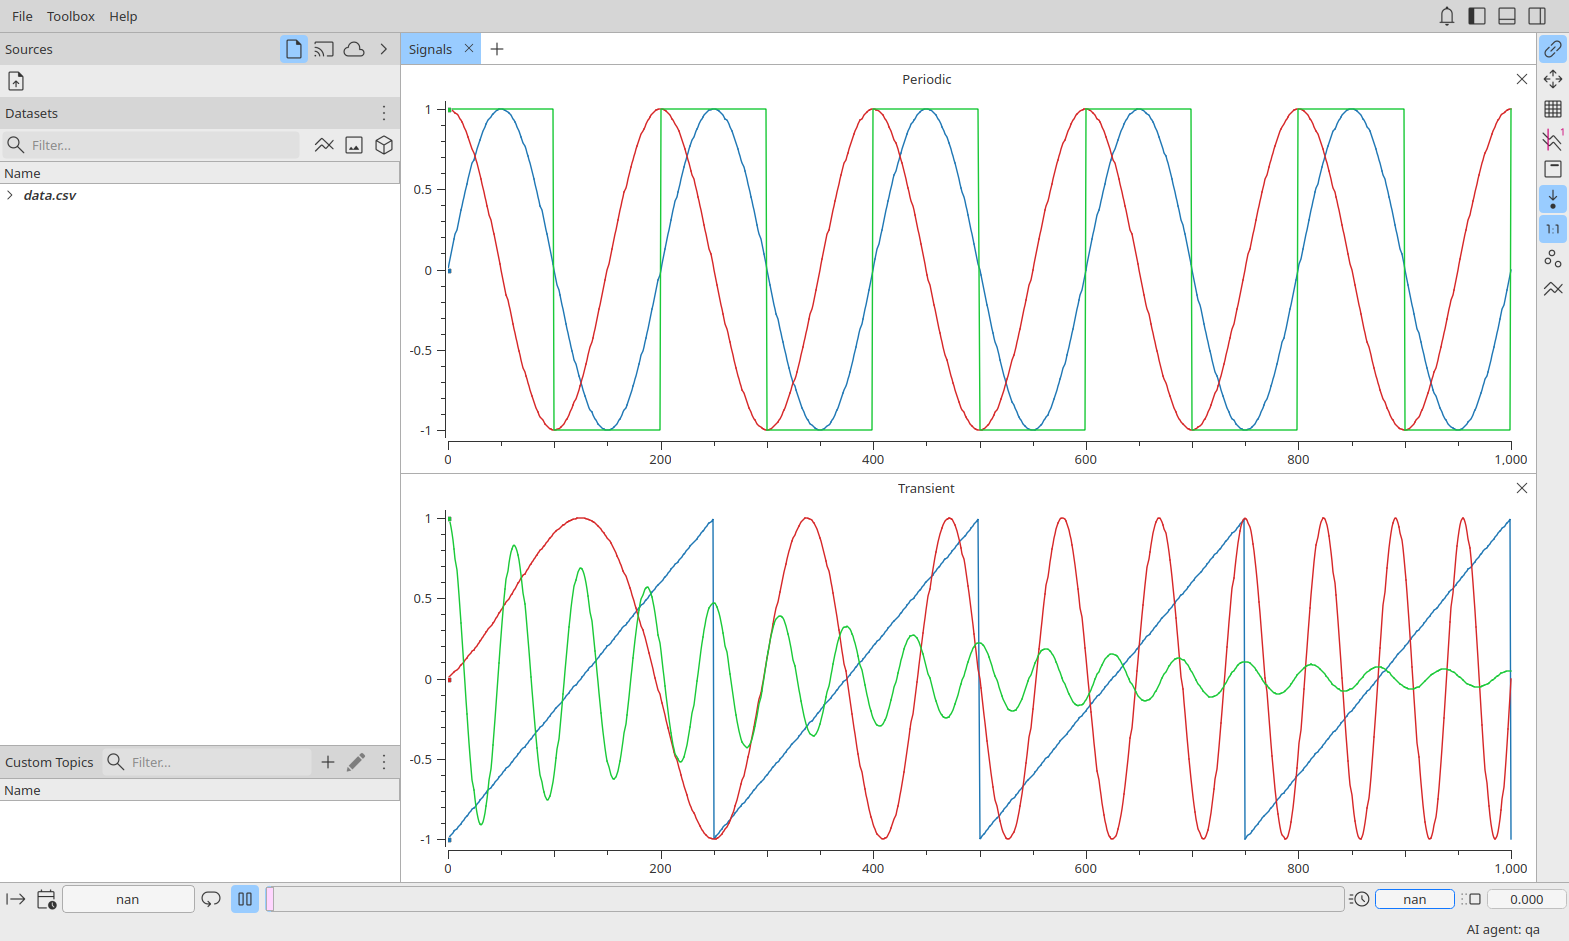 File Toolbox Help
Sources
Signals
Datasets
Filter...
Name
data.csv
Custom Topics Filter...
Name
Periodic
1
0.5
0
-0.5
-1
0 200 400 600 800 1,000
Transient
1
0.5
0
-0.5
-1
0 200 400 600 800 1,000
1
1:1
nan
nan
0.000
AI agent: qa